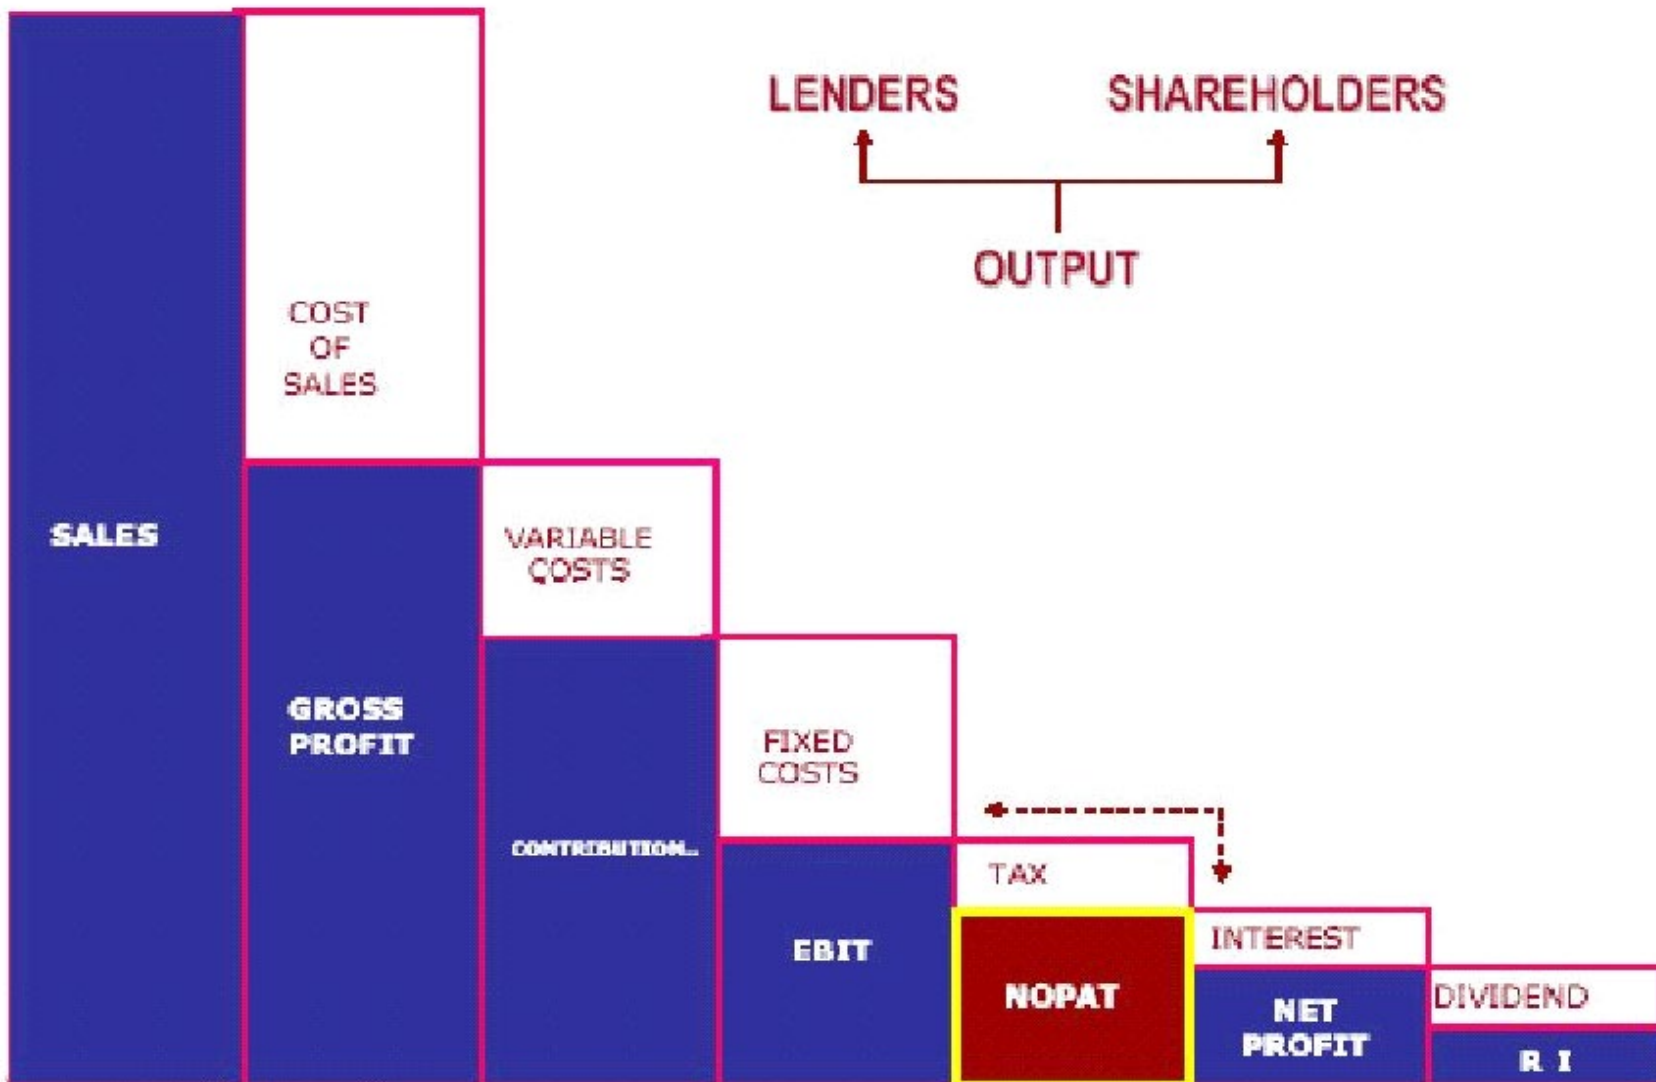 LENDERS
SHAREHOLDERS
OUTPUT
COST
OF
SALES
SALES
VARIABLE
COSTS
GROSS
PROFIT
FIXED
COSTS
CONTRIBUTION..
TAX
EBIT
INTEREST
NOPAT
DIVIDEND
NET
PROFIT
R I